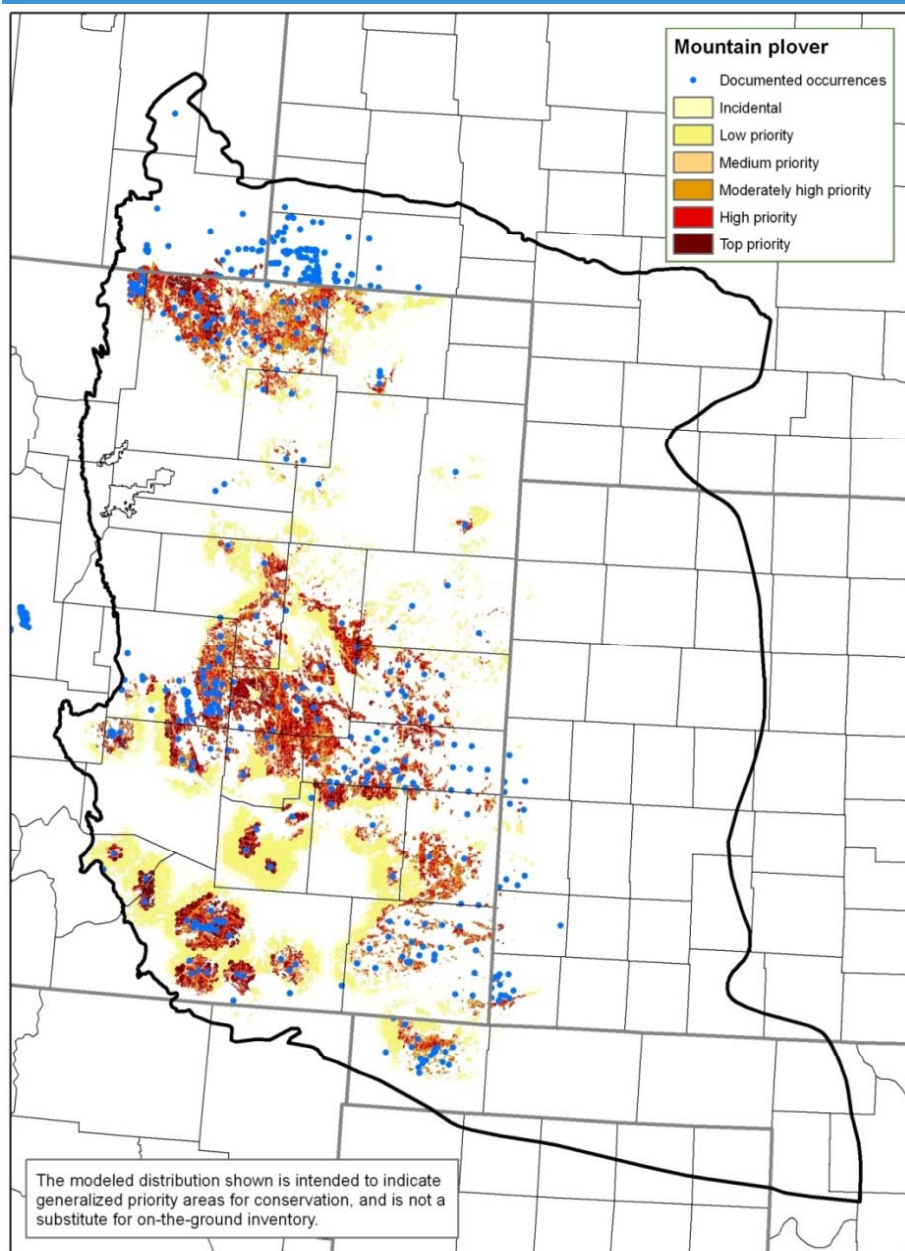 Mountain plover
Documented occurrences
Incidental
Low priority
Medium priority
Moderately high priority
High priority
Top priority
The modeled distribution shown is intended to indicate
generalized priority areas for conservation, and is not a
substitute for on-the-ground inventory.